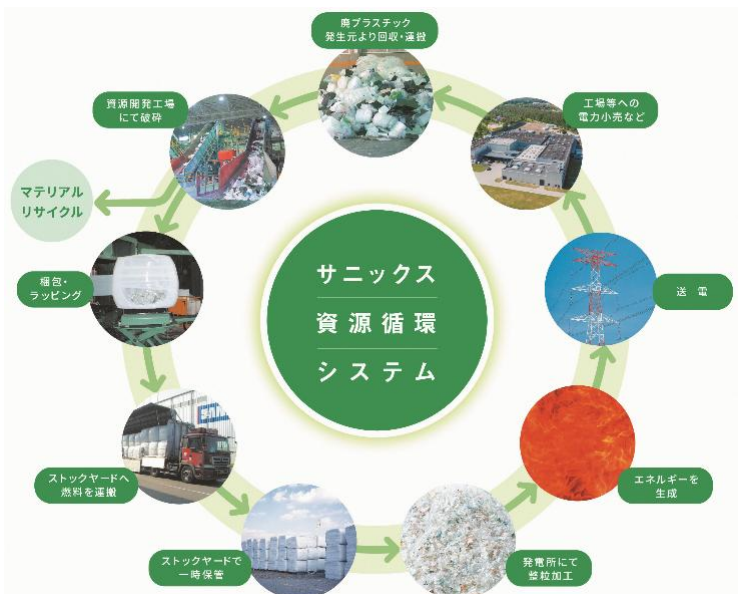 廃プラスチック
発生元より回収・運搬
資源開発工場
にて破砕
マテリアル
リサイクル
梱包・
ラッピング
ストックヤードへ
燃料を運搬
ストックヤードで
一時保管
発電所にて
整粒加工
エネルギーを
生成
送 電
工場等への
電力小売など
サニックス
資源循環
システム